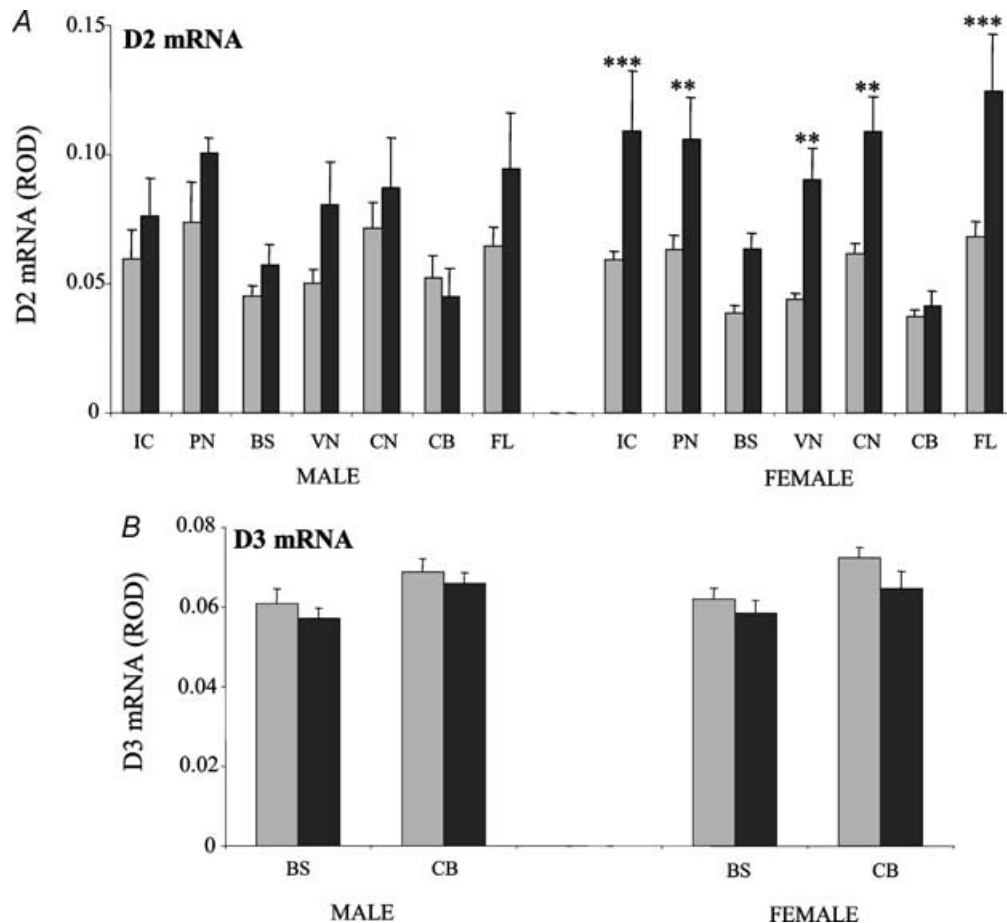 A
D2 mRNA
D2 mRNA (ROD)
0.15
0.10
0.05
0
*** ** ** ** ***
IC PN BS VN CN CB FL IC PN BS VN CN CB FL
MALE FEMALE
B
D3 mRNA
D3 mRNA (ROD)
0.08
0.06
0.04
0.02
0
BS CB BS CB
MALE FEMALE